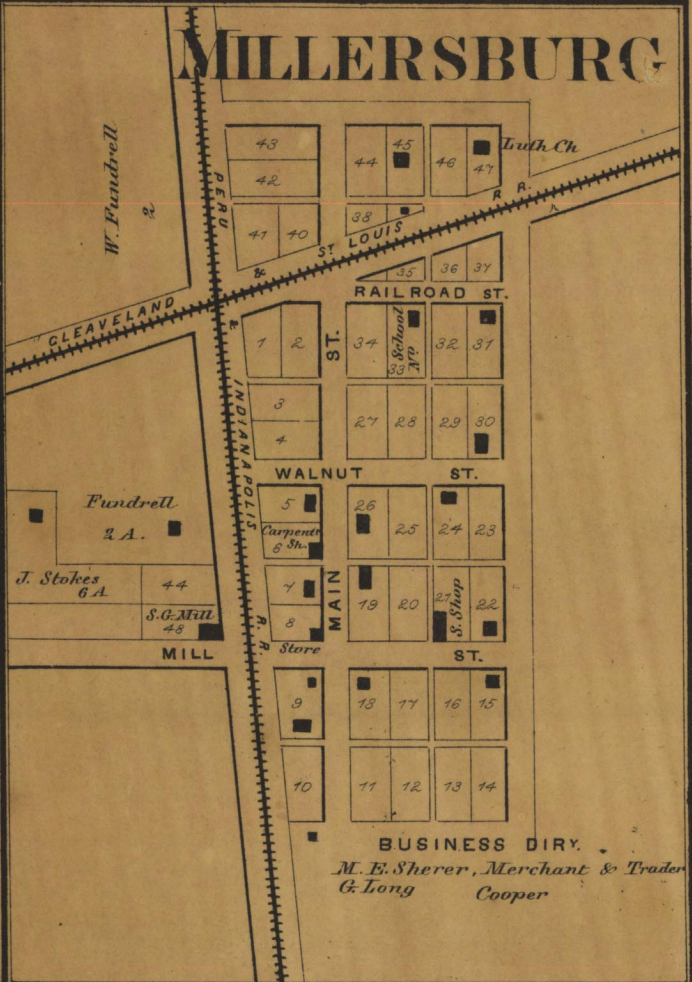 MILLERSBURG
W. Fundrell
2
PERU
43
42
41 40
44 45
46 47
Luth Ch
38
CLEAVELAND & ST LOUIS R R.
35
36 37
RAILROAD ST.
& INDIANAPOLIS R. R.
1 2
ST.
34
School
No
33
32 31
3
4
27 28
29 30
WALNUT ST.
Fundrell
2 A.
5
Carpentr
6 Sh.
26 25
24 23
J. Stokes
6 A
44
S.G. Mill
48
7
8
Store
MAIN
19 20
21
S. Shop
22
MILL ST.
9
18 17
16 15
10
11 12
13 14
BUSINESS DIRY.
M. E. Sherer, Merchant & Trader
G. Long Cooper